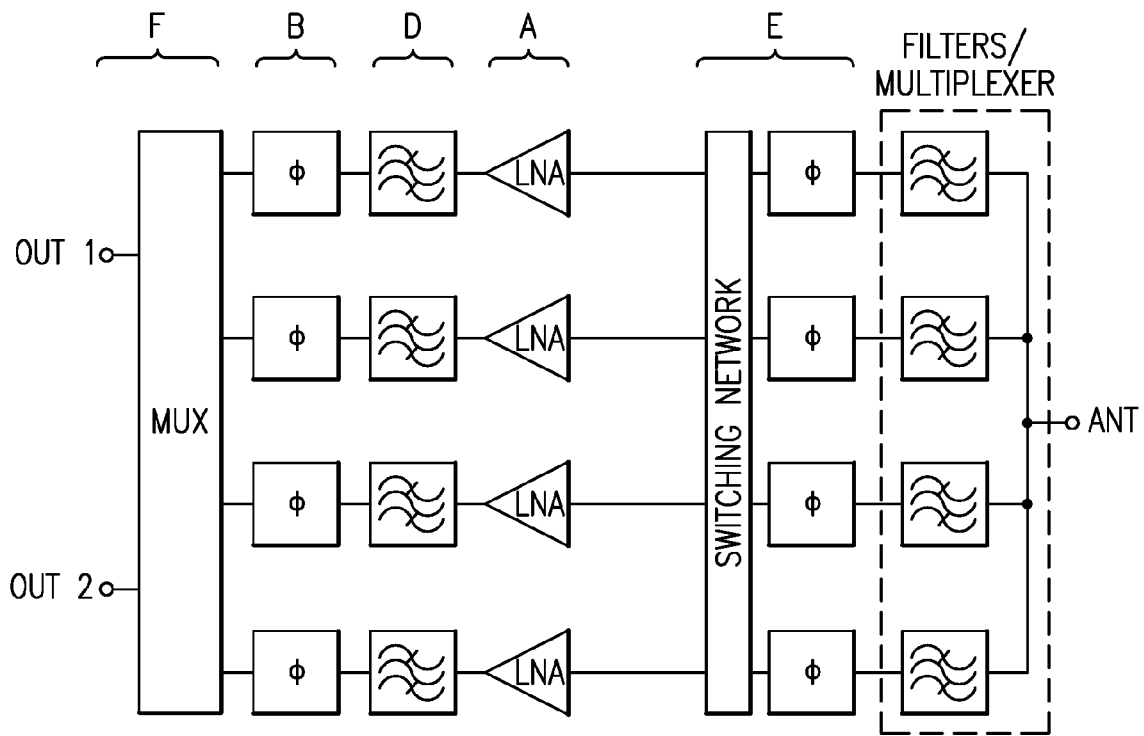 F B D A E
FILTERS/
MULTIPLEXER
ϕ LNA ϕ
OUT 1
ϕ LNA ϕ
MUX
SWITCHING NETWORK
ANT
ϕ LNA ϕ
OUT 2
ϕ LNA ϕ